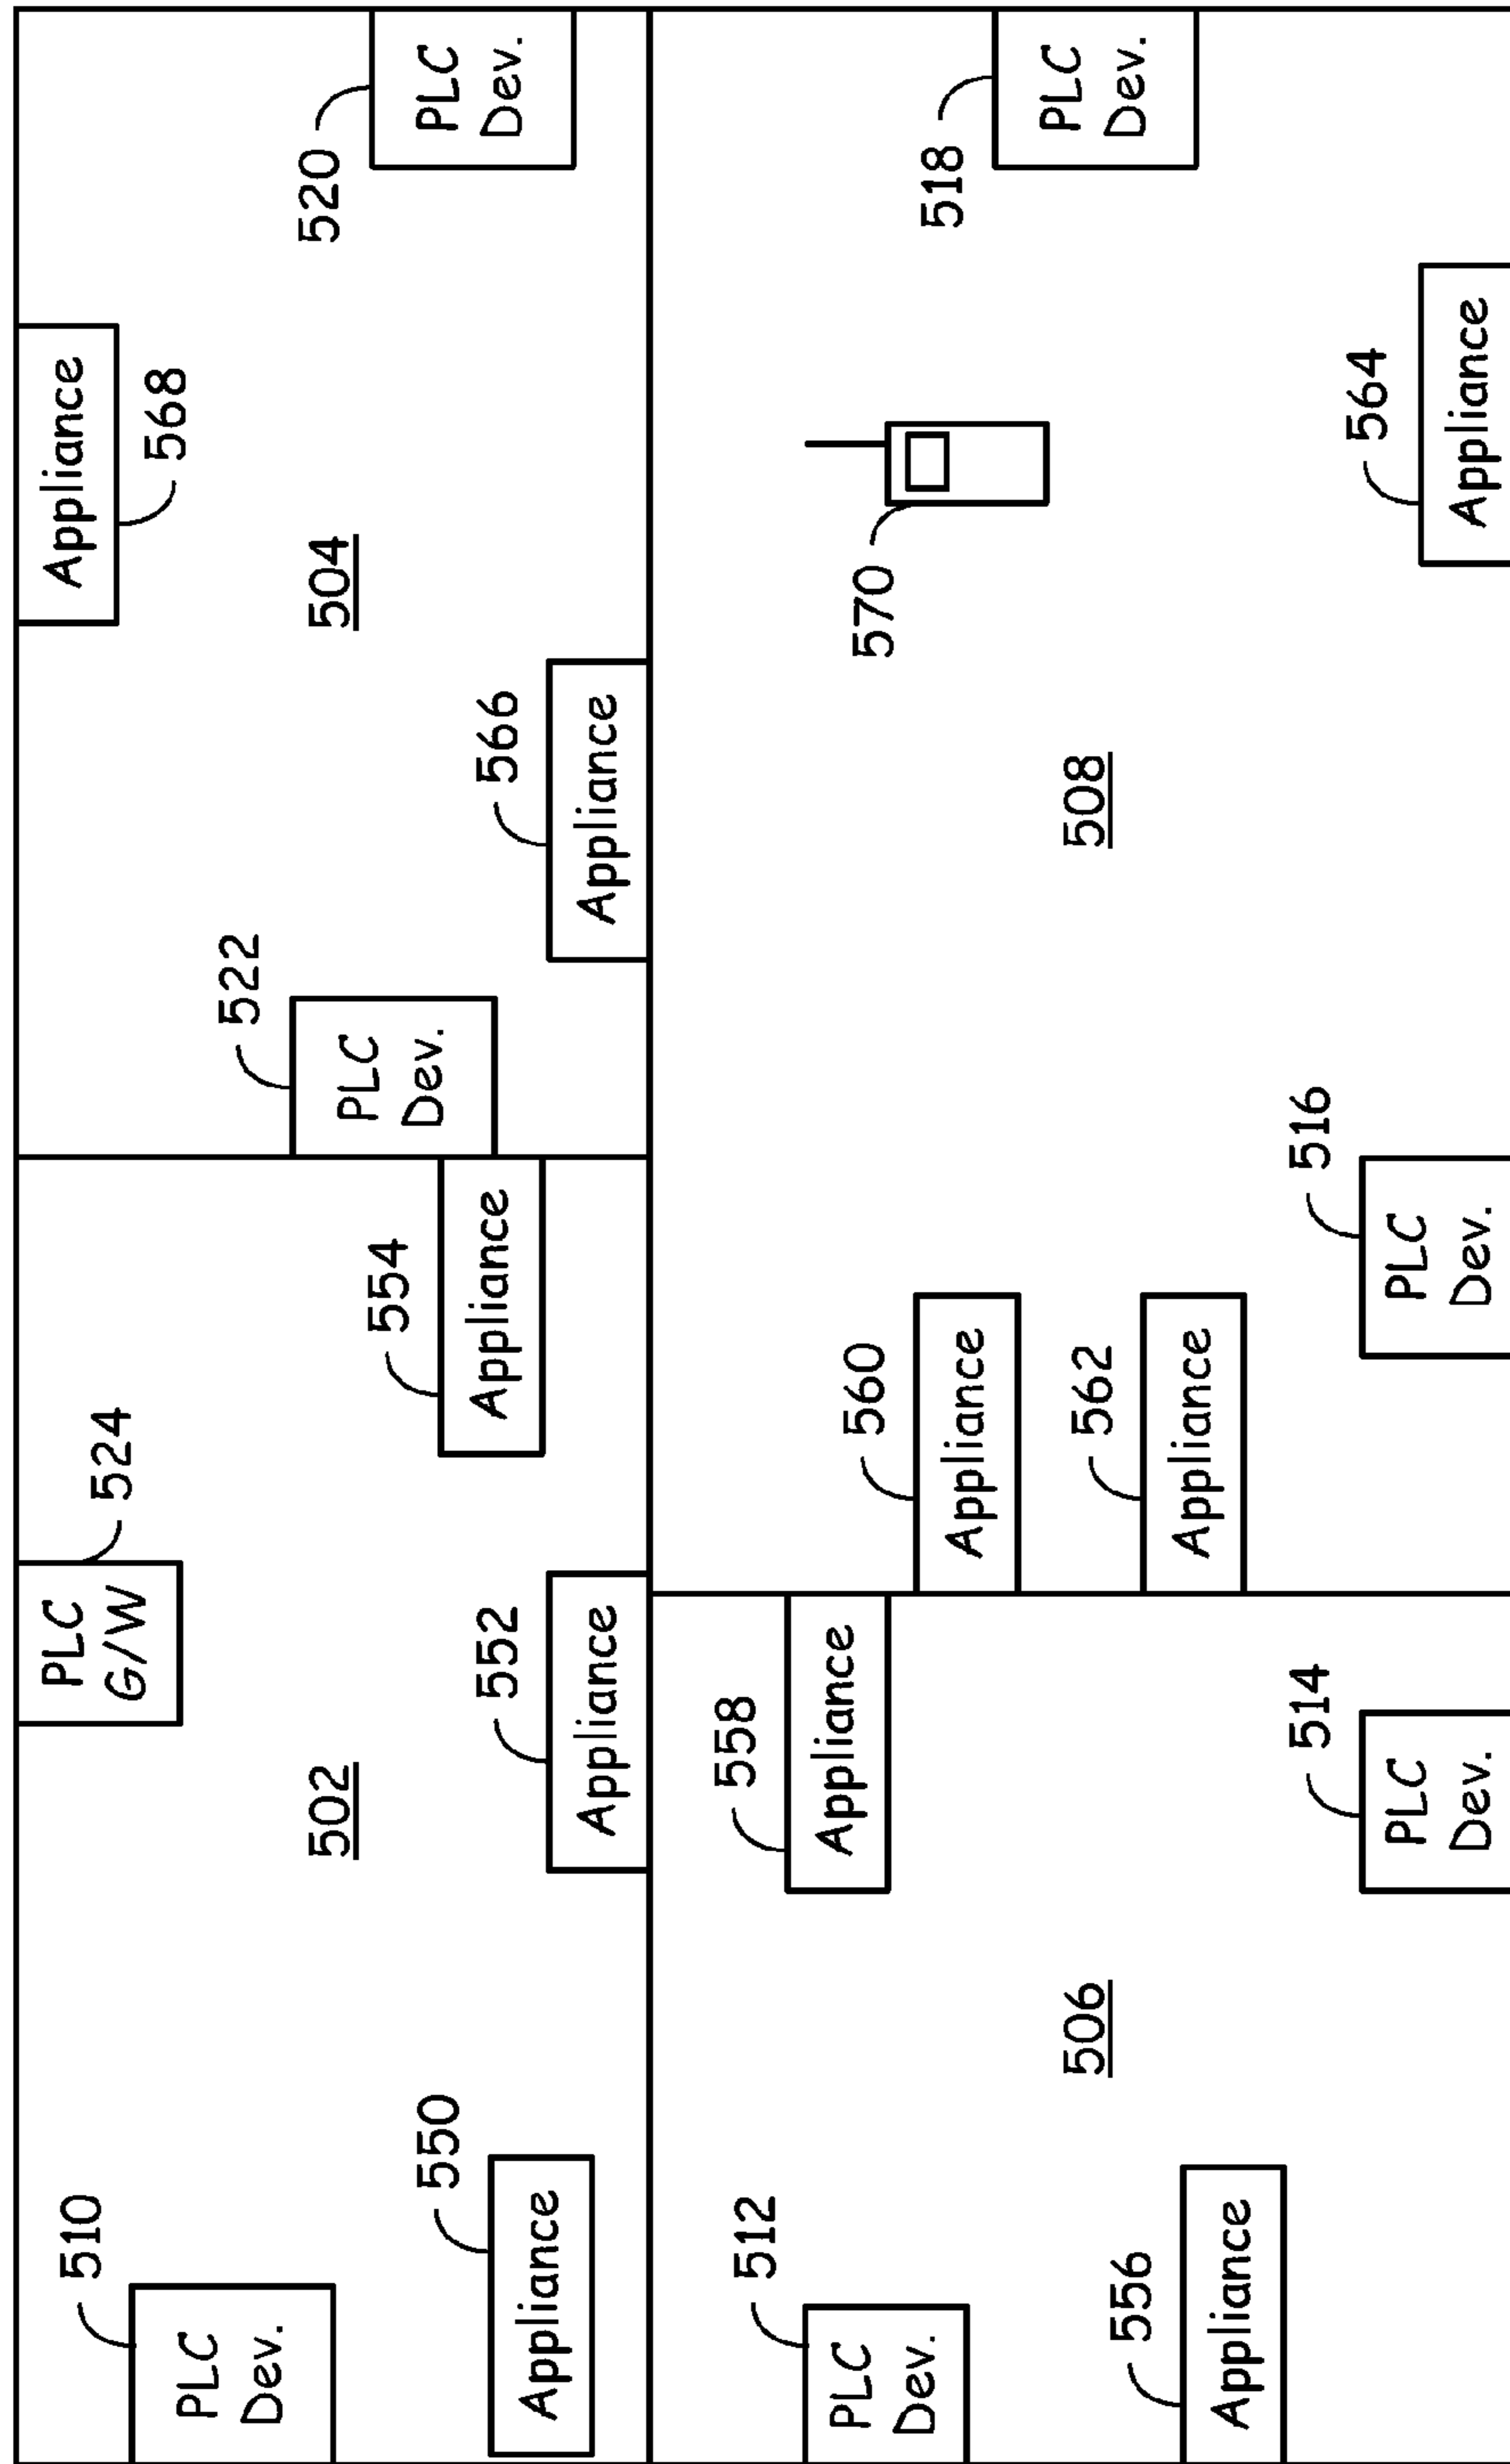 510
PLC
Dev.
550
Appliance
502
PLC
G/W
524
552
Appliance
554
Appliance
522
PLC
Dev.
566
Appliance
504
Appliance
568
520
PLC
Dev.
512
PLC
Dev.
556
Appliance
506
558
Appliance
514
PLC
Dev.
560
Appliance
562
Appliance
516
PLC
Dev.
508
570
564
Appliance
518
PLC
Dev.